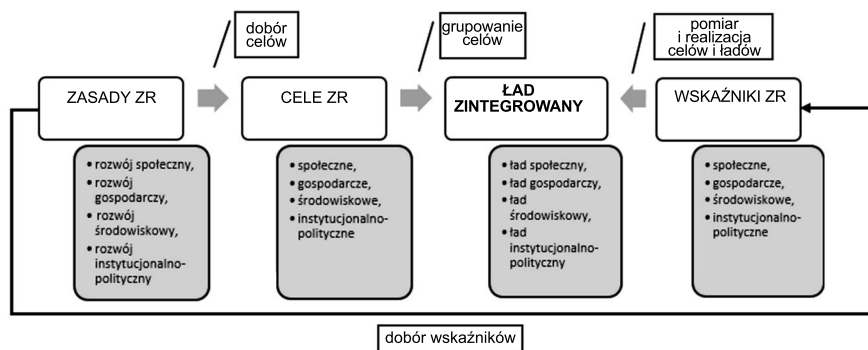 dobór
celów
grupowanie
celów
pomiar
i realizacja
celów i ładów
ZASADY ZR
CELE ZR
ŁAD
ZINTEGROWANY
WSKAŹNIKI ZR
• rozwój społeczny,
• rozwój
gospodarczy,
• rozwój
środowiskowy,
• rozwój
instytucjonalno-
polityczny
• społeczne,
• gospodarcze,
• środowiskowe,
• instytucjonalno-
polityczne
• ład społeczny,
• ład gospodarczy,
• ład
środowiskowy,
• ład
instytucjonalno-
polityczny
• społeczne,
• gospodarcze,
• środowiskowe,
• instytucjonalno-
polityczne
dobór wskaźników